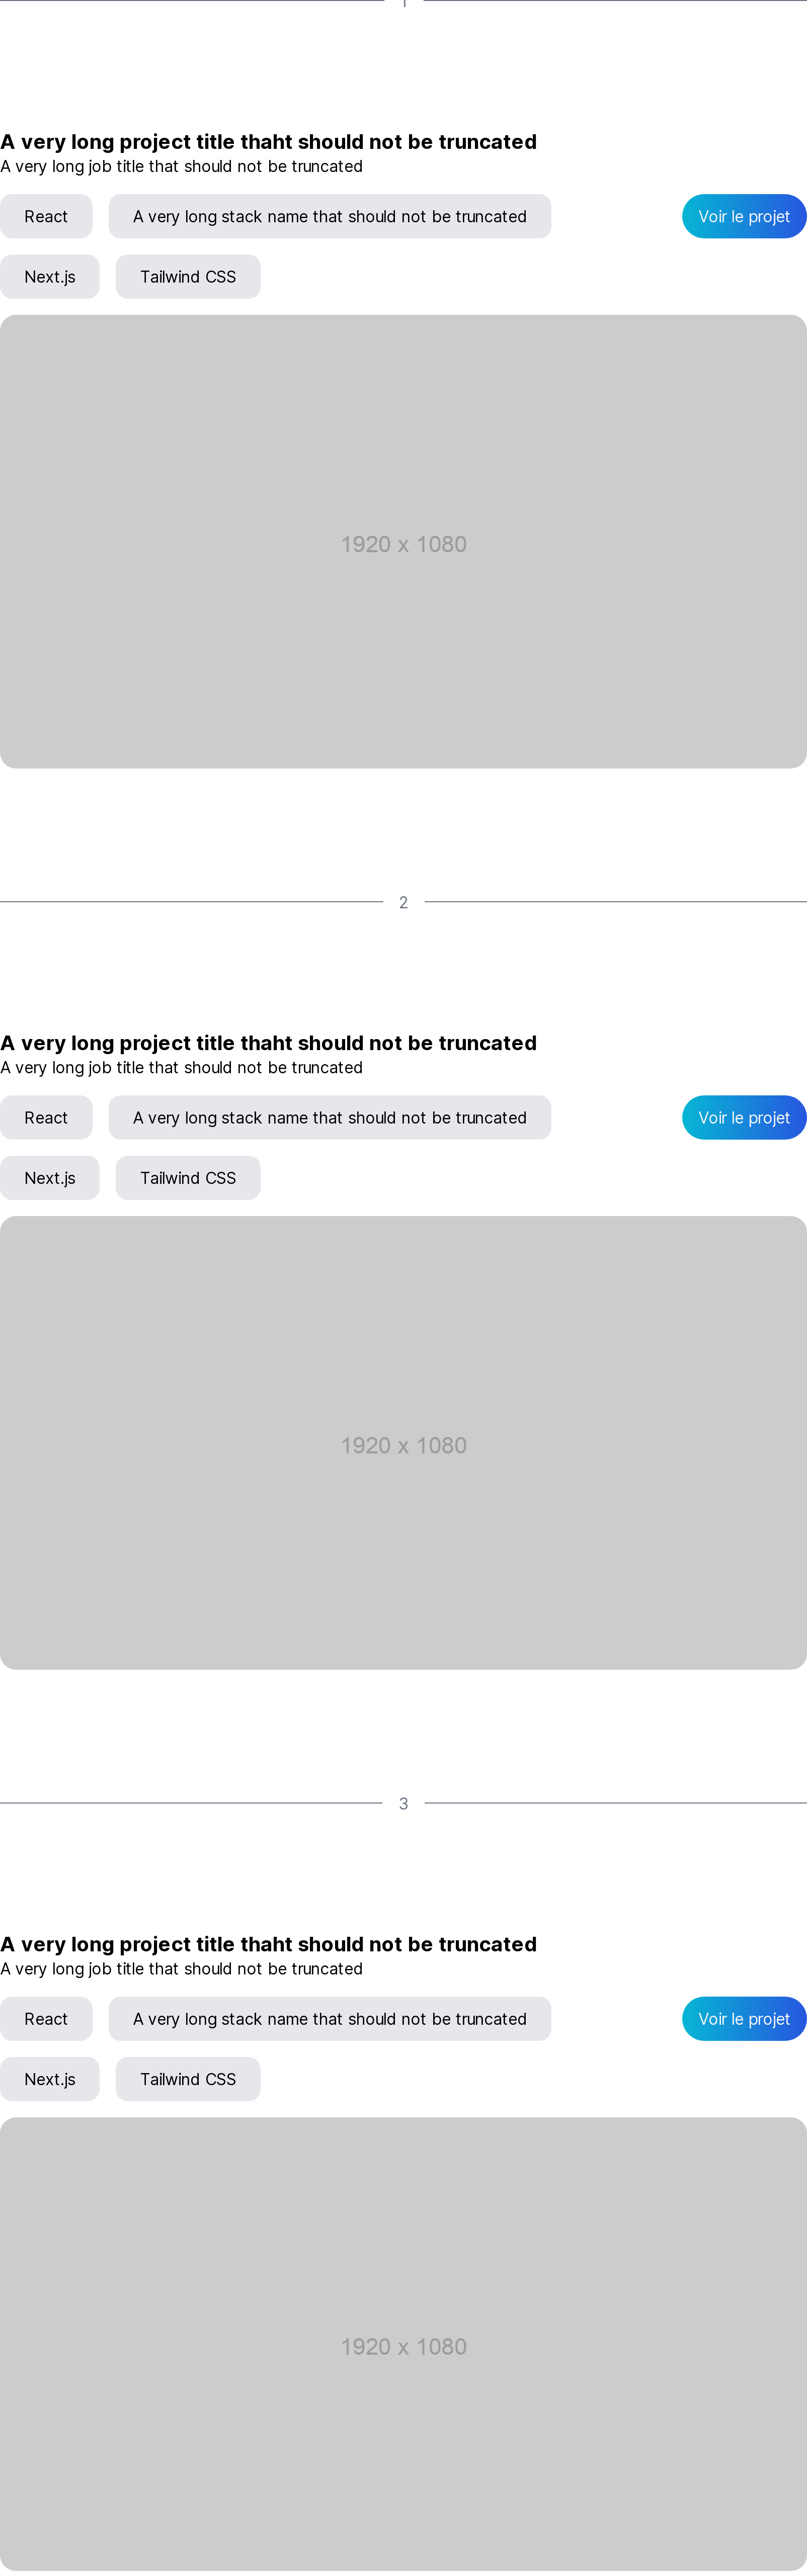 A very long project title thaht should not be truncated
A very long job title that should not be truncated
React
A very long stack name that should not be truncated
Voir le projet
Next.js
Tailwind CSS
1920 x 1080
2
A very long project title thaht should not be truncated
A very long job title that should not be truncated
React
A very long stack name that should not be truncated
Voir le projet
Next.js
Tailwind CSS
1920 x 1080
3
A very long project title thaht should not be truncated
A very long job title that should not be truncated
React
A very long stack name that should not be truncated
Voir le projet
Next.js
Tailwind CSS
1920 x 1080